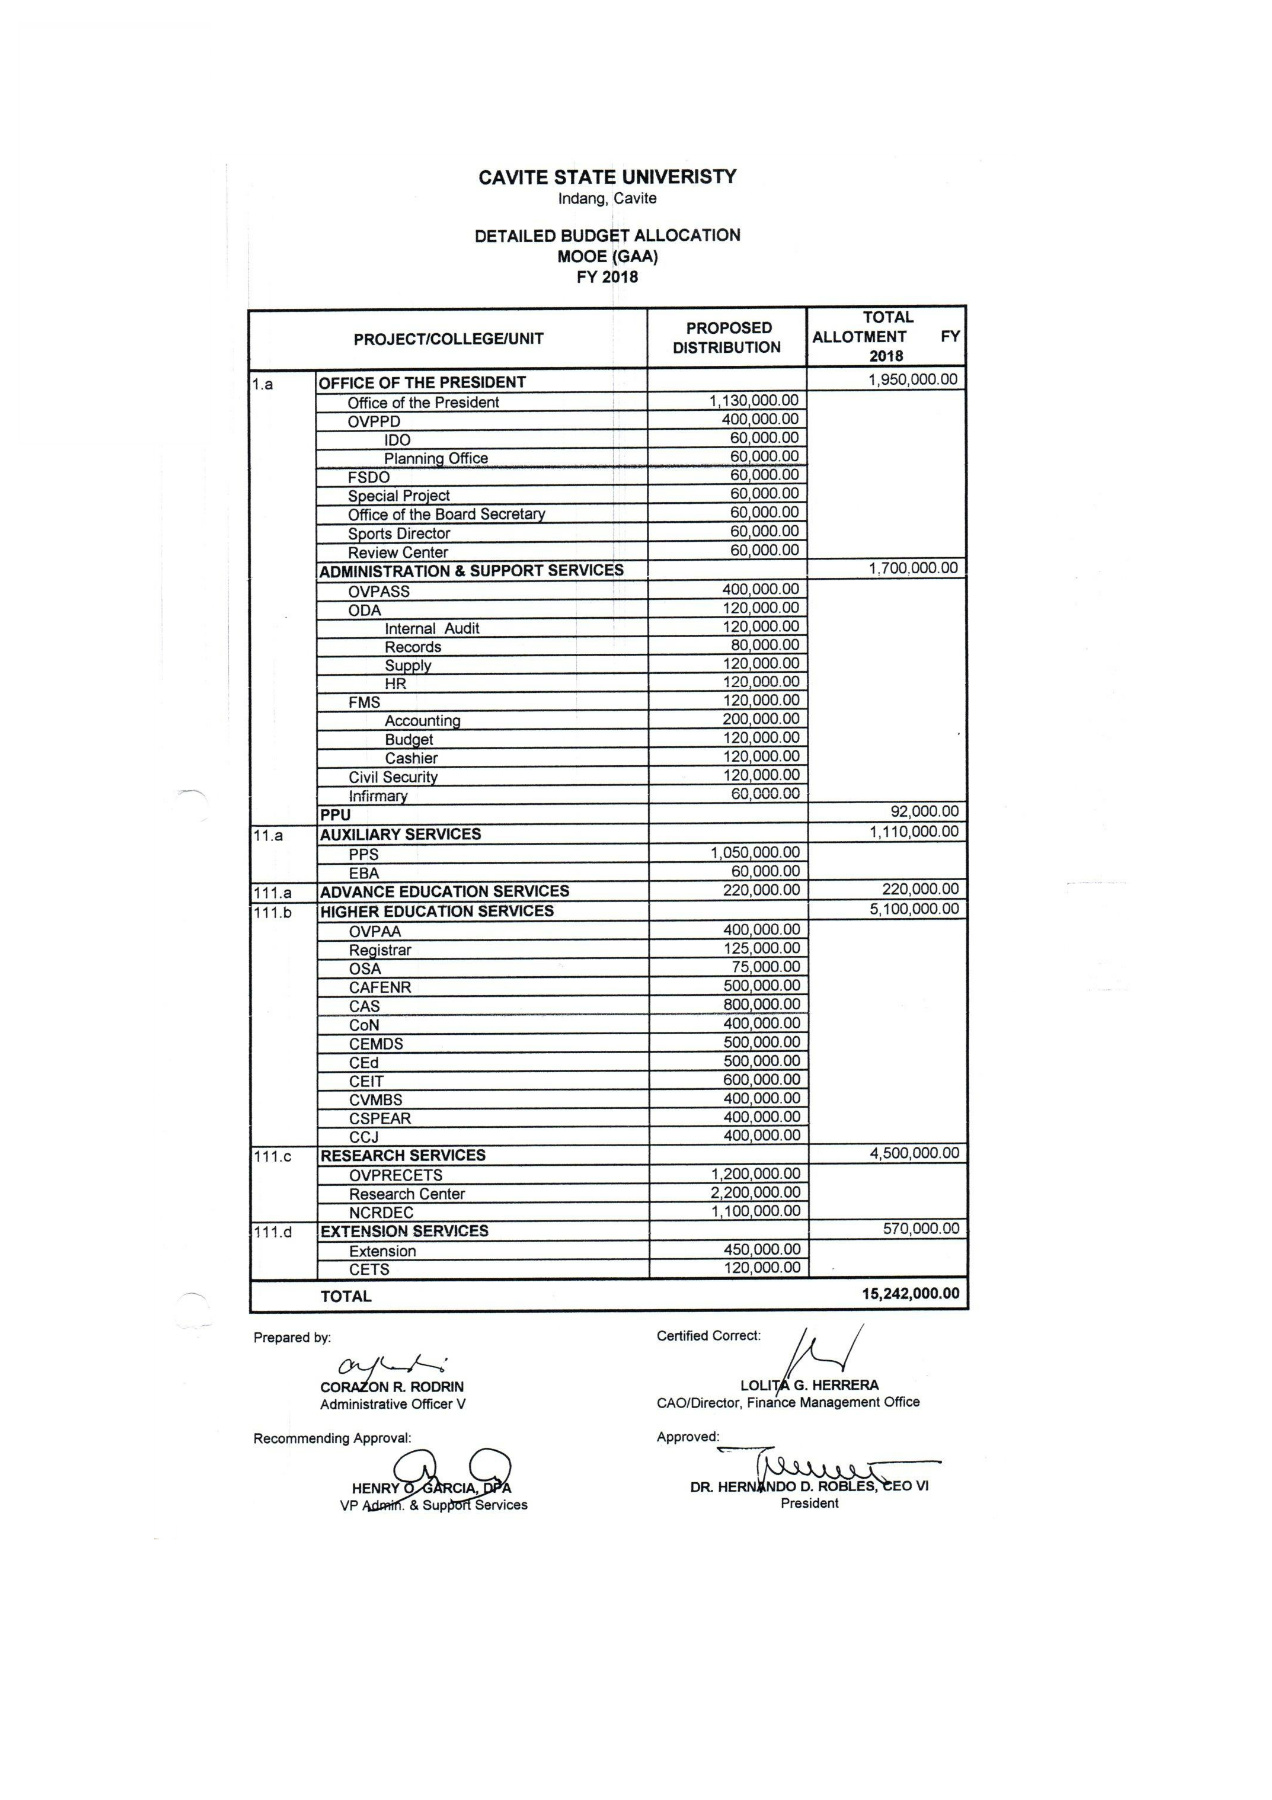 CAVITE STATE UNIVERISTY
Indang, Cavite
DETAILED BUDGET ALLOCATION
MOOE (GAA)
FY 2018
PROJECT/COLLEGE/UNIT PROPOSED DISTRIBUTION TOTAL ALLOTMENT FY 2018
1.a OFFICE OF THE PRESIDENT 1,950,000.00
Office of the President 1,130,000.00
OVPPD 400,000.00
IDO 60,000.00
Planning Office 60,000.00
FSDO 60,000.00
Special Project 60,000.00
Office of the Board Secretary 60,000.00
Sports Director 60,000.00
Review Center 60,000.00
ADMINISTRATION & SUPPORT SERVICES 1,700,000.00
OVPASS 400,000.00
ODA 120,000.00
Internal Audit 120,000.00
Records 80,000.00
Supply 120,000.00
HR 120,000.00
FMS 120,000.00
Accounting 200,000.00
Budget 120,000.00
Cashier 120,000.00
Civil Security 120,000.00
Infirmary 60,000.00
PPU 92,000.00
11.a AUXILIARY SERVICES 1,110,000.00
PPS 1,050,000.00
EBA 60,000.00
111.a ADVANCE EDUCATION SERVICES 220,000.00 220,000.00
111.b HIGHER EDUCATION SERVICES 5,100,000.00
OVPAA 400,000.00
Registrar 125,000.00
OSA 75,000.00
CAFENR 500,000.00
CAS 800,000.00
CoN 400,000.00
CEMDS 500,000.00
CEd 500,000.00
CEIT 600,000.00
CVMBS 400,000.00
CSPEAR 400,000.00
CCJ 400,000.00
111.c RESEARCH SERVICES 4,500,000.00
OVPRECETS 1,200,000.00
Research Center 2,200,000.00
NCRDEC 1,100,000.00
111.d EXTENSION SERVICES 570,000.00
Extension 450,000.00
CETS 120,000.00
TOTAL 15,242,000.00
Prepared by: Certified Correct:
CORAZON R. RODRIN LOLITA G. HERRERA
Administrative Officer V CAO/Director, Finance Management Office
Recommending Approval: Approved:
HENRY O. GARCIA, DPA DR. HERNANDO D. ROBLES, CEO VI
VP Admin. & Support Services President